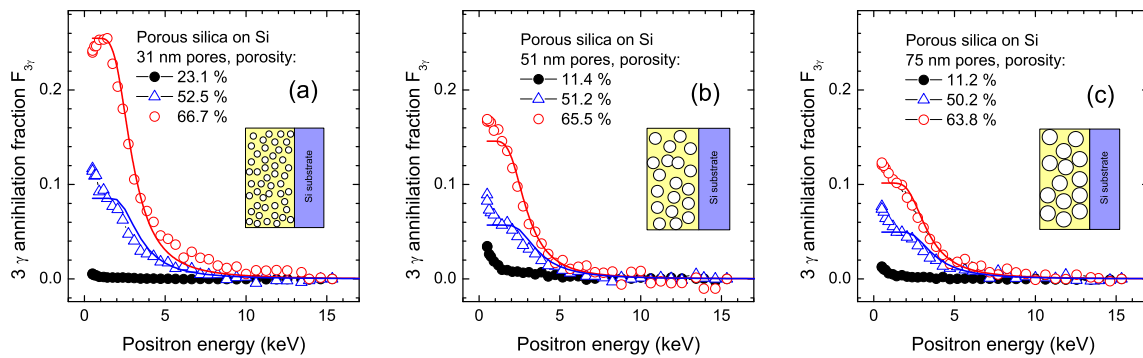 Porous silica on Si
31 nm pores, porosity:
23.1 %
52.5 %
66.7 %
(a)
Si substrate
0.0
0.1
0.2
0
5
10
15
3 γ annihilation fraction F3γ
Positron energy (keV)
Porous silica on Si
51 nm pores, porosity:
11.4 %
51.2 %
65.5 %
(b)
Si substrate
0.0
0.1
0.2
0
5
10
15
3 γ annihilation fraction F3γ
Positron energy (keV)
Porous silica on Si
75 nm pores, porosity:
11.2 %
50.2 %
63.8 %
(c)
Si substrate
0.0
0.1
0.2
0
5
10
15
3 γ annihilation fraction F3γ
Positron energy (keV)